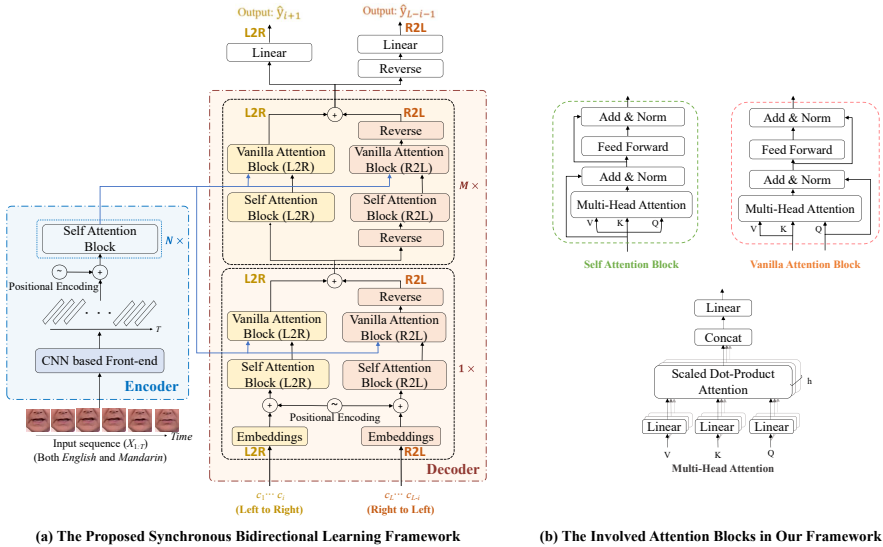 Output: ŷᵢ₊₁
Output: ŷ_{L-i-1}
L2R
R2L
Linear
Linear
Reverse
L2R
R2L
Reverse
Vanilla Attention
Block (L2R)
Vanilla Attention
Block (R2L)
M ×
Self Attention
Block (L2R)
Self Attention
Block (R2L)
Reverse
L2R
R2L
Reverse
Vanilla Attention
Block (L2R)
Vanilla Attention
Block (R2L)
1 ×
Self Attention
Block (L2R)
Self Attention
Block (R2L)
Positional Encoding
Embeddings
Embeddings
L2R
R2L
Decoder
c₁⋯ cᵢ
(Left to Right)
c_L⋯ c_{L-i}
(Right to Left)
Self Attention
Block
N ×
Positional Encoding
T
CNN based Front-end
Encoder
Time
Input sequence (X_{1:T})
(Both English and Mandarin)
(a) The Proposed Synchronous Bidirectional Learning Framework
Add & Norm
Feed Forward
Add & Norm
Multi-Head Attention
V K Q
Self Attention Block
Add & Norm
Feed Forward
Add & Norm
Multi-Head Attention
V K Q
Vanilla Attention Block
Linear
Concat
Scaled Dot-Product
Attention
h
Linear Linear Linear
V K Q
Multi-Head Attention
(b) The Involved Attention Blocks in Our Framework